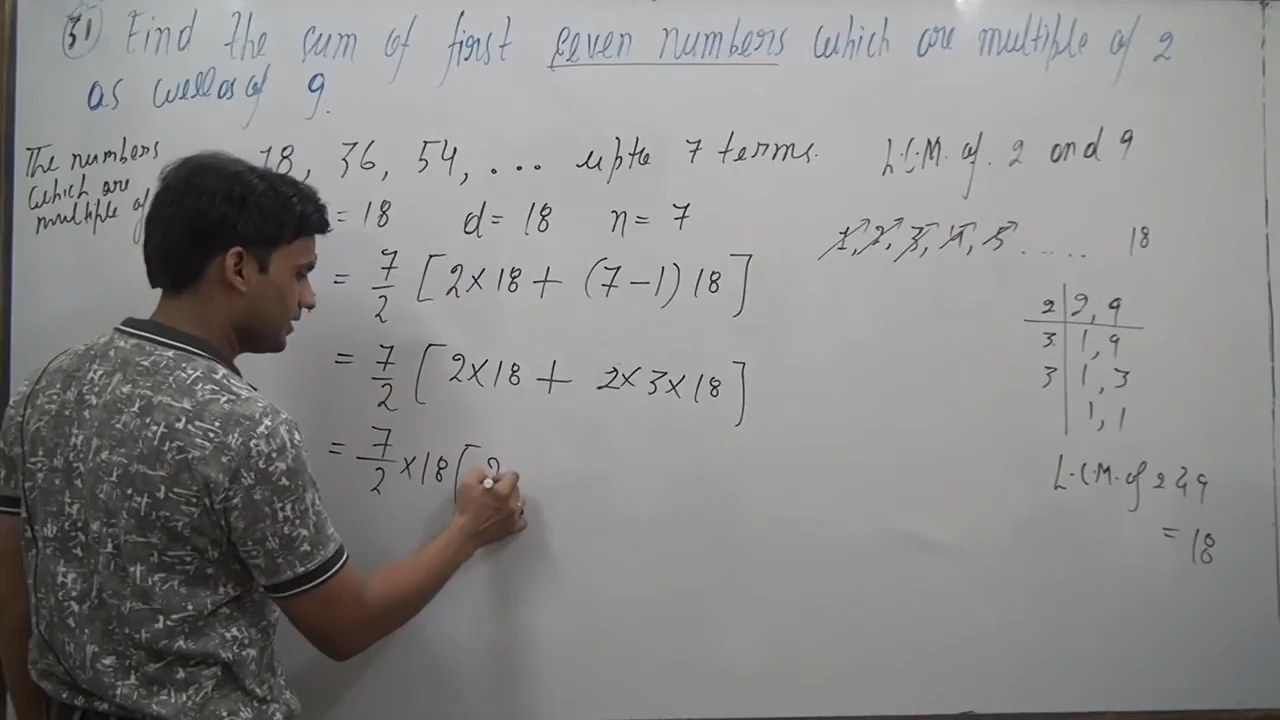 31 Find the sum of first seven numbers which are multiple of 2
as well as of 9.
The numbers
which are
multiple of
18, 36, 54, ... upto 7 terms.
= 18 d = 18 n = 7
= 7/2 [2×18 + (7-1) 18]
= 7/2 [2×18 + 2×3×18]
= 7/2 ×18 [2
L.C.M. of. 2 and 9
1, 2, 3, 4, 5 ..... 18
2 | 2, 9
3 | 1, 9
3 | 1, 3
1, 1
L.C.M. of 2 & 9
= 18